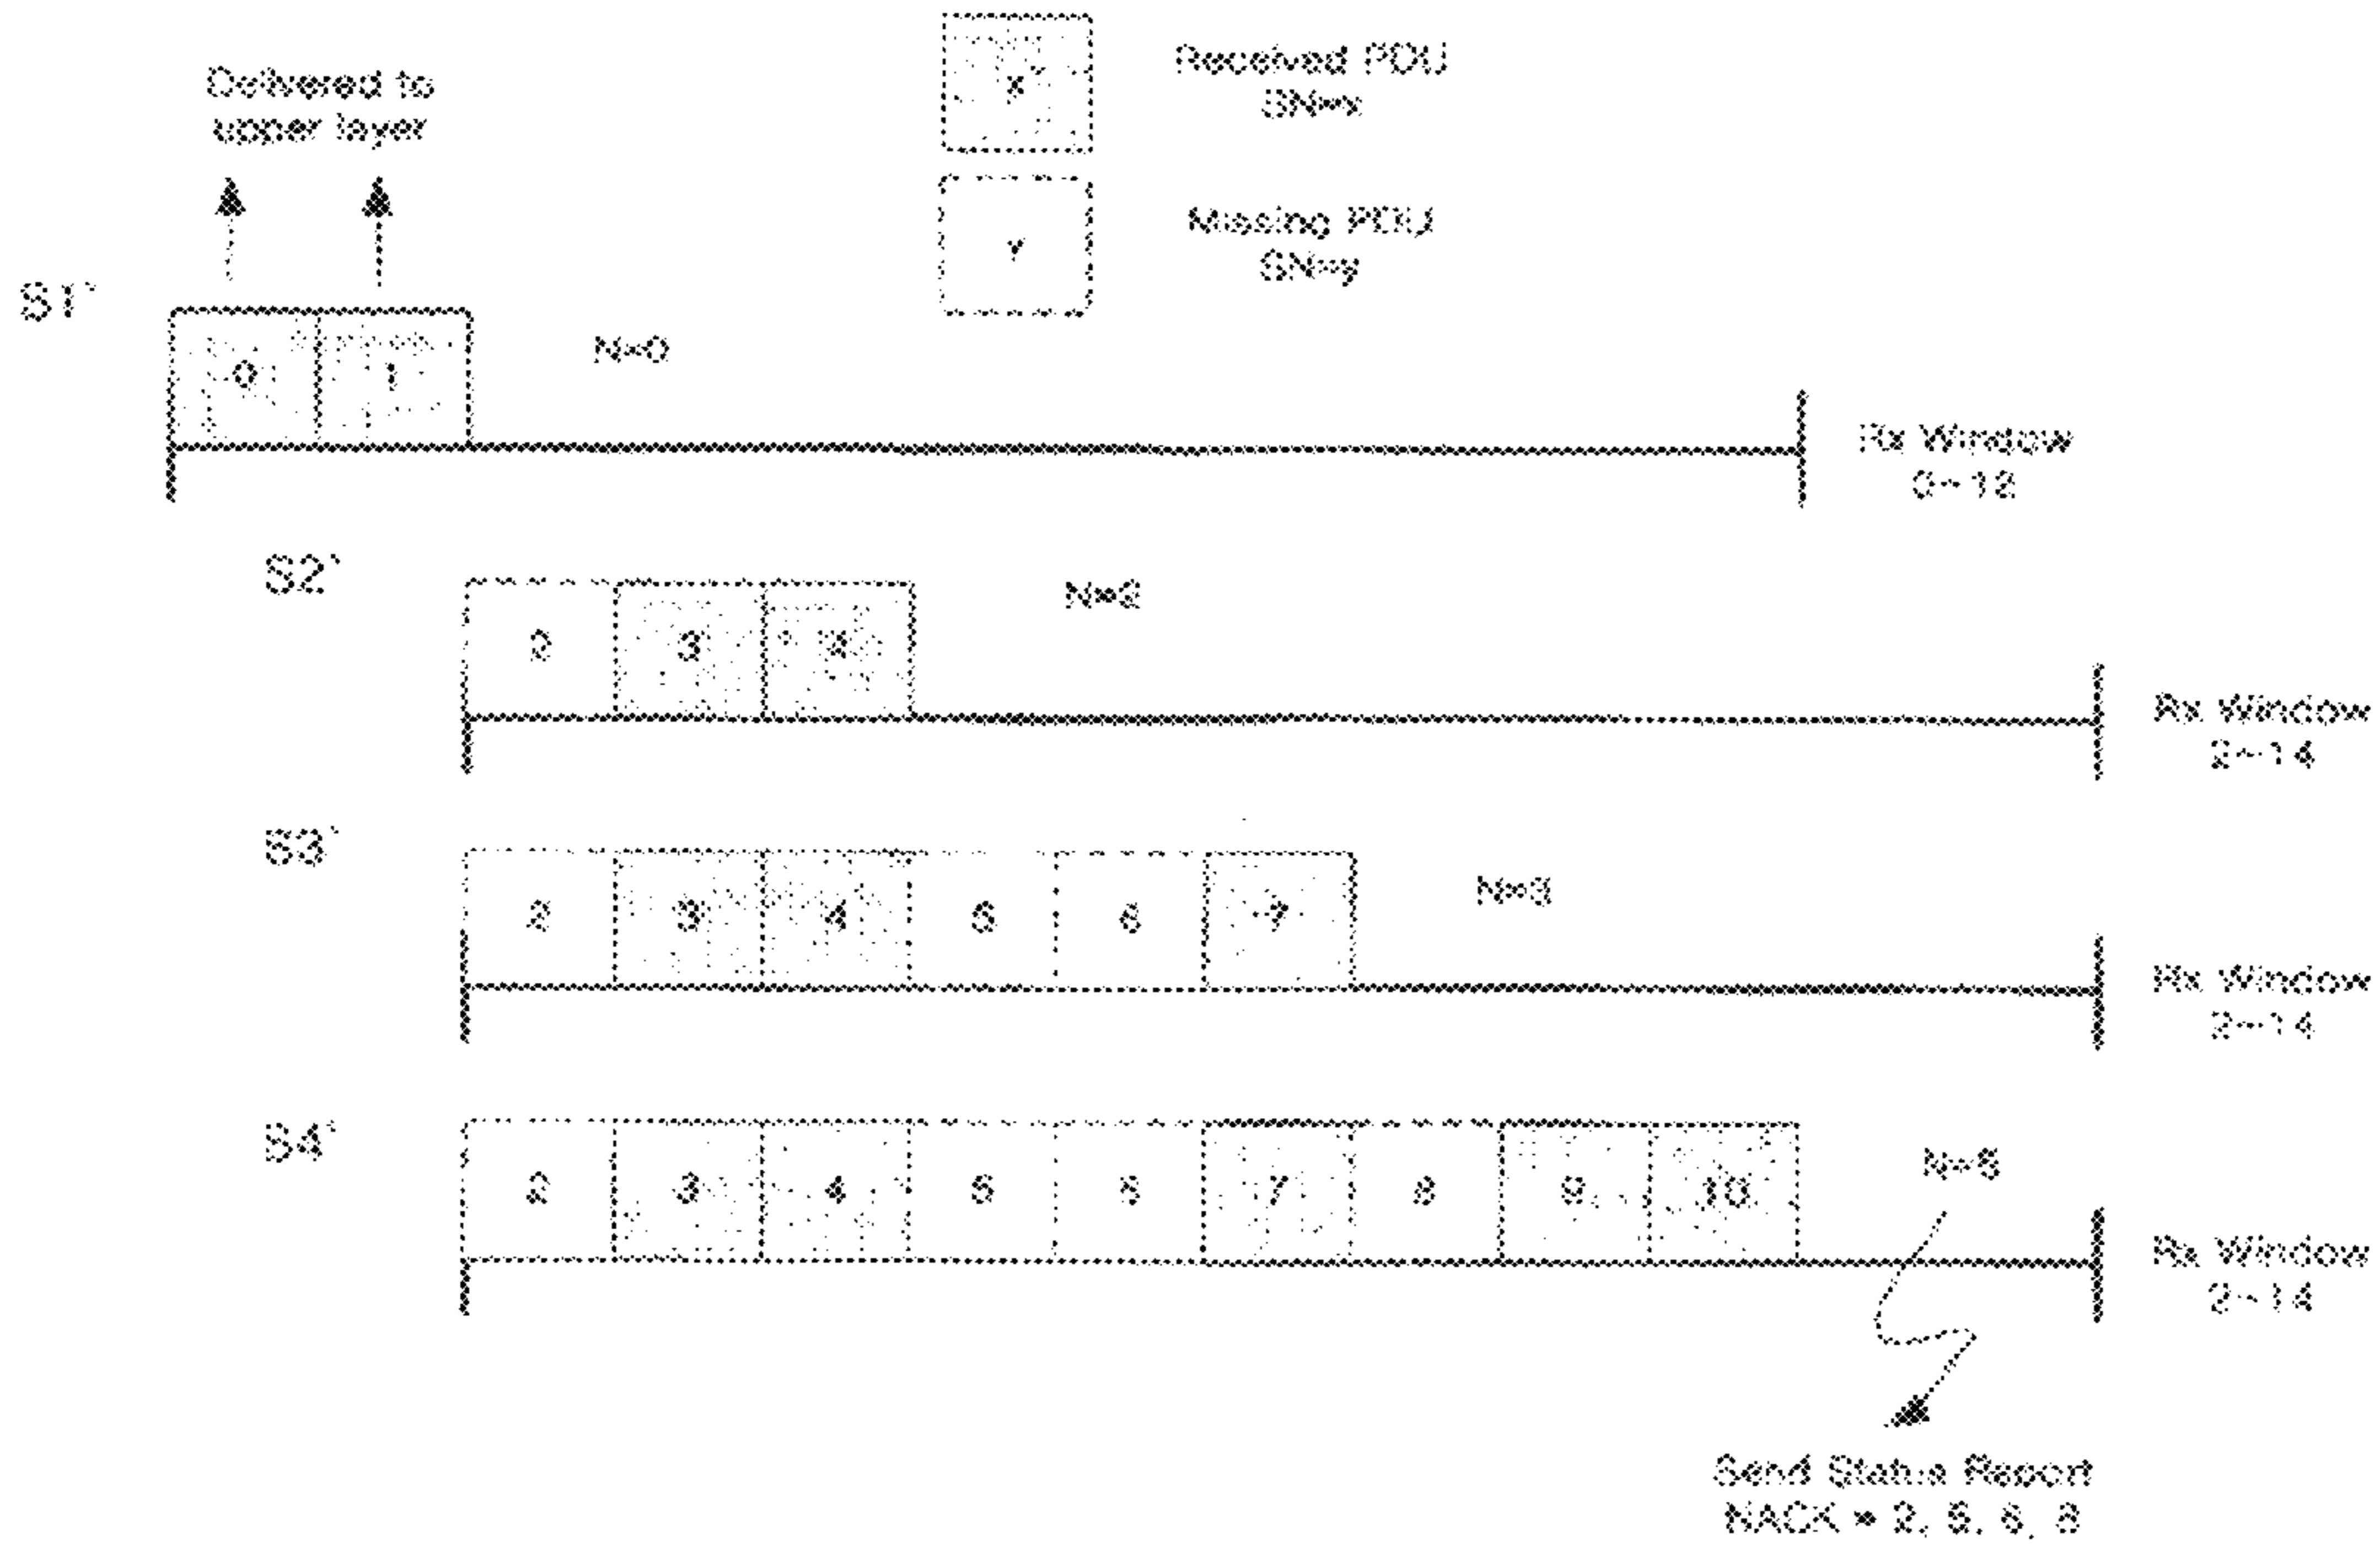 Delivered to
upper layer
x
Received PDU
SN=x
y
Missing PDU
SN=y
S1`
0 1
N=0
Rx Window
0~12
S2`
2 3 4
N=2
Rx Window
2~14
S3`
2 3 4 5 6 7
N=3
Rx Window
2~14
S4`
2 3 4 5 6 7 8 9 10
N=5
Rx Window
2~14
Send Status Report
NACK = 2, 5, 6, 8